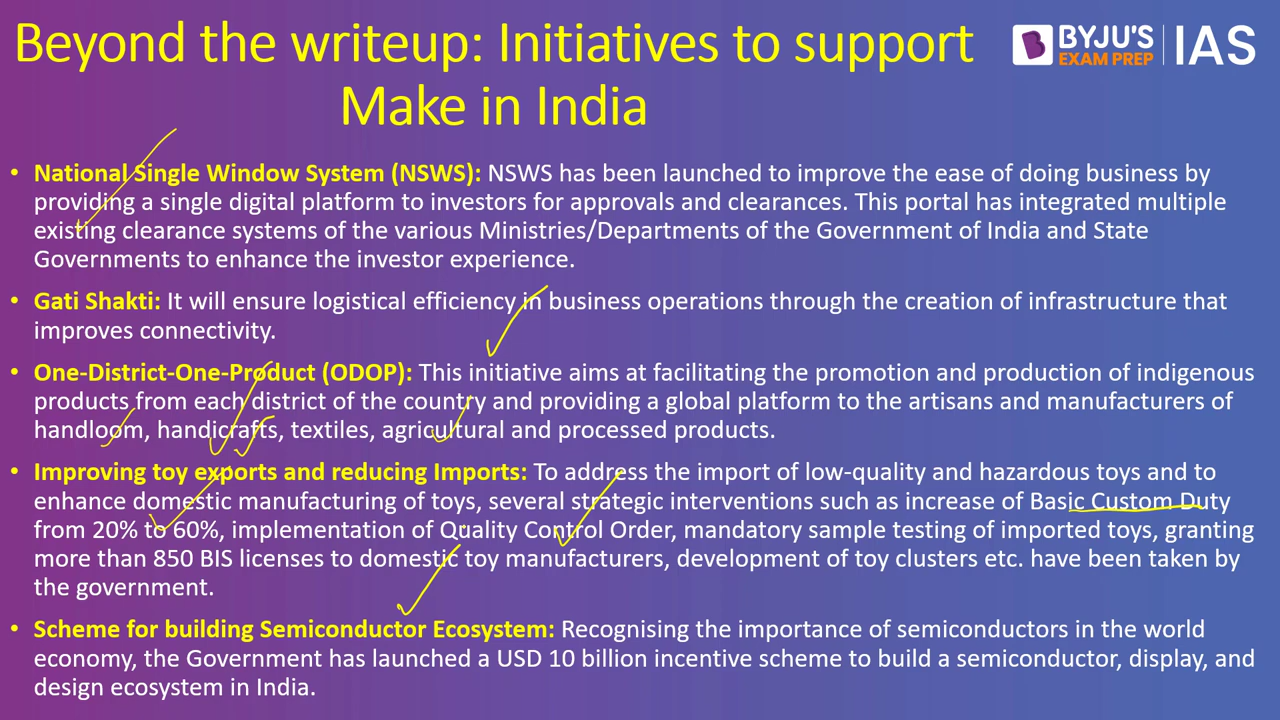 Beyond the writeup: Initiatives to support
Make in India
BYJU'S
EXAM PREP
IAS
• National Single Window System (NSWS): NSWS has been launched to improve the ease of doing business by
providing a single digital platform to investors for approvals and clearances. This portal has integrated multiple
existing clearance systems of the various Ministries/Departments of the Government of India and State
Governments to enhance the investor experience.
• Gati Shakti: It will ensure logistical efficiency in business operations through the creation of infrastructure that
improves connectivity.
• One-District-One-Product (ODOP): This initiative aims at facilitating the promotion and production of indigenous
products from each district of the country and providing a global platform to the artisans and manufacturers of
handloom, handicrafts, textiles, agricultural and processed products.
• Improving toy exports and reducing Imports: To address the import of low-quality and hazardous toys and to
enhance domestic manufacturing of toys, several strategic interventions such as increase of Basic Custom Duty
from 20% to 60%, implementation of Quality Control Order, mandatory sample testing of imported toys, granting
more than 850 BIS licenses to domestic toy manufacturers, development of toy clusters etc. have been taken by
the government.
• Scheme for building Semiconductor Ecosystem: Recognising the importance of semiconductors in the world
economy, the Government has launched a USD 10 billion incentive scheme to build a semiconductor, display, and
design ecosystem in India.